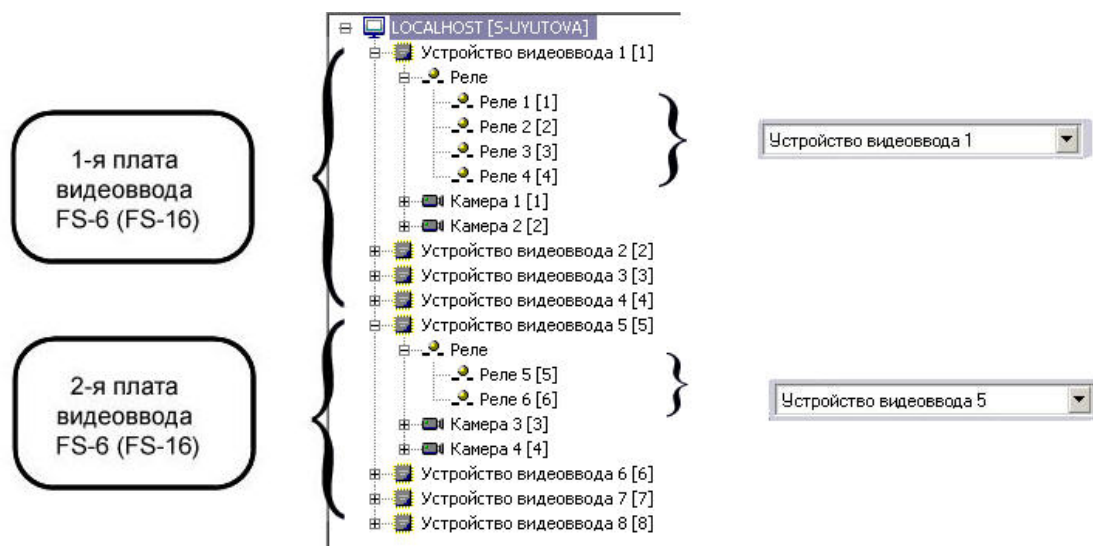 LOCALHOST [S-UYUTOVA]
Устройство видеоввода 1 [1]
Реле
Реле 1 [1]
Реле 2 [2]
Реле 3 [3]
Реле 4 [4]
Камера 1 [1]
Камера 2 [2]
Устройство видеоввода 2 [2]
Устройство видеоввода 3 [3]
Устройство видеоввода 4 [4]
Устройство видеоввода 5 [5]
Реле
Реле 5 [5]
Реле 6 [6]
Камера 3 [3]
Камера 4 [4]
Устройство видеоввода 6 [6]
Устройство видеоввода 7 [7]
Устройство видеоввода 8 [8]
1-я плата
видеоввода
FS-6 (FS-16)
2-я плата
видеоввода
FS-6 (FS-16)
Устройство видеоввода 1
Устройство видеоввода 5